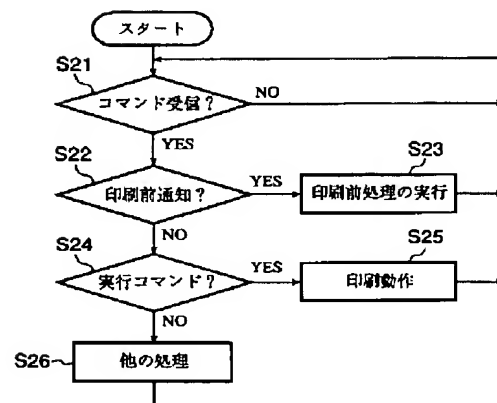 スタート
S21
コマンド受信?
NO
YES
S22
印刷前通知?
YES
S23
印刷前処理の実行
NO
S24
実行コマンド?
YES
S25
印刷動作
NO
S26
他の処理